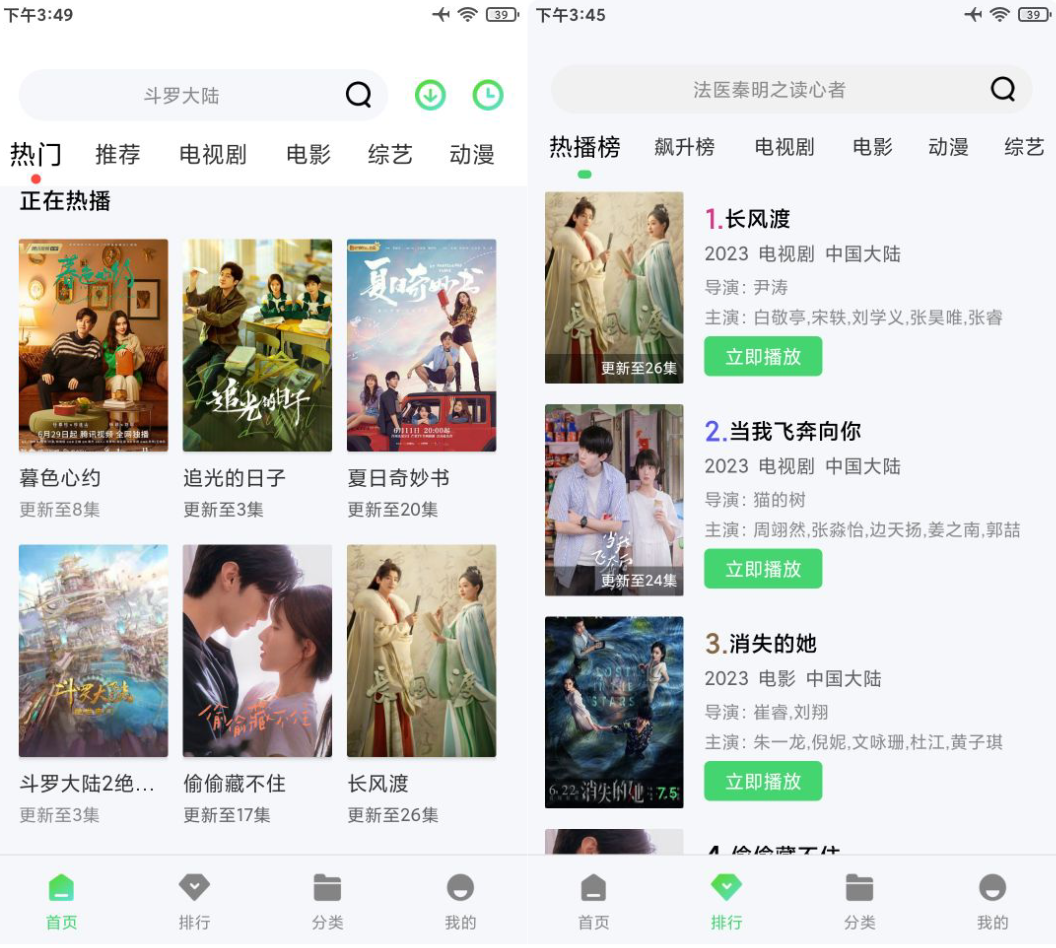 下午3:49
39
斗罗大陆
热门 推荐 电视剧 电影 综艺 动漫
正在热播
暮色心约
6月29日起 腾讯视频 全网独播
追光的日子
Light
夏日奇妙书
6月11日 20:00起
暮色心约 追光的日子 夏日奇妙书
更新至8集 更新至3集 更新至20集
斗罗大陆
偷偷藏不住
长风渡
斗罗大陆2绝... 偷偷藏不住 长风渡
更新至3集 更新至17集 更新至26集
首页 排行 分类 我的
下午3:45
39
法医秦明之读心者
热播榜 飙升榜 电视剧 电影 动漫 综艺
长风渡
更新至26集
1.长风渡
2023 电视剧 中国大陆
导演: 尹涛
主演: 白敬亭,宋轶,刘学义,张昊唯,张睿
立即播放
当我飞奔向你
更新至24集
2.当我飞奔向你
2023 电视剧 中国大陆
导演: 猫的树
主演: 周翊然,张淼怡,边天扬,姜之南,郭喆
立即播放
LOST
IN THE
STARS
6.22 消失的她 7.5
3.消失的她
2023 电影 中国大陆
导演: 崔睿,刘翔
主演: 朱一龙,倪妮,文咏珊,杜江,黄子琪
立即播放
4.偷偷藏不住
首页 排行 分类 我的